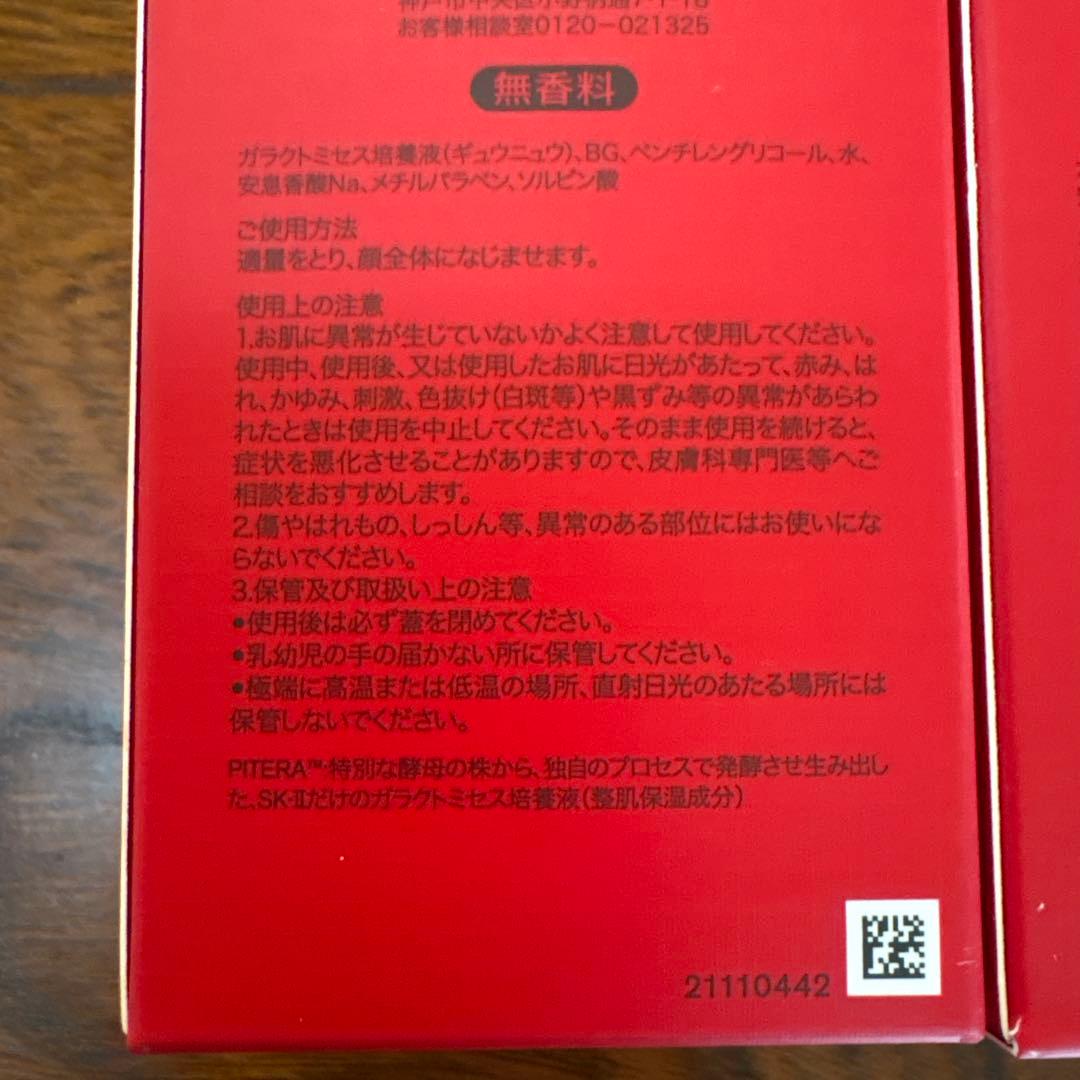 神戸市中央区小野柄通7-1-18
お客様相談室0120-021325
無香料
ガラクトミセス培養液(ギュウニュウ)、BG、ペンチレングリコール、水、
安息香酸Na、メチルパラベン、ソルビン酸
ご使用方法
適量をとり、顔全体になじませます。
使用上の注意
1.お肌に異常が生じていないかよく注意して使用してください。
使用中、使用後、又は使用したお肌に日光があたって、赤み、は
れ、かゆみ、刺激、色抜け(白斑等)や黒ずみ等の異常があらわ
れたときは使用を中止してください。そのまま使用を続けると、
症状を悪化させることがありますので、皮膚科専門医等へご
相談をおすすめします。
2.傷やはれもの、しっしん等、異常のある部位にはお使いにな
らないでください。
3.保管及び取扱い上の注意
●使用後は必ず蓋を閉めてください。
●乳幼児の手の届かない所に保管してください。
●極端に高温または低温の場所、直射日光のあたる場所には
保管しないでください。
PITERA™·特別な酵母の株から、独自のプロセスで発酵させ生み出し
た、SK-IIだけのガラクトミセス培養液(整肌保湿成分)
21110442